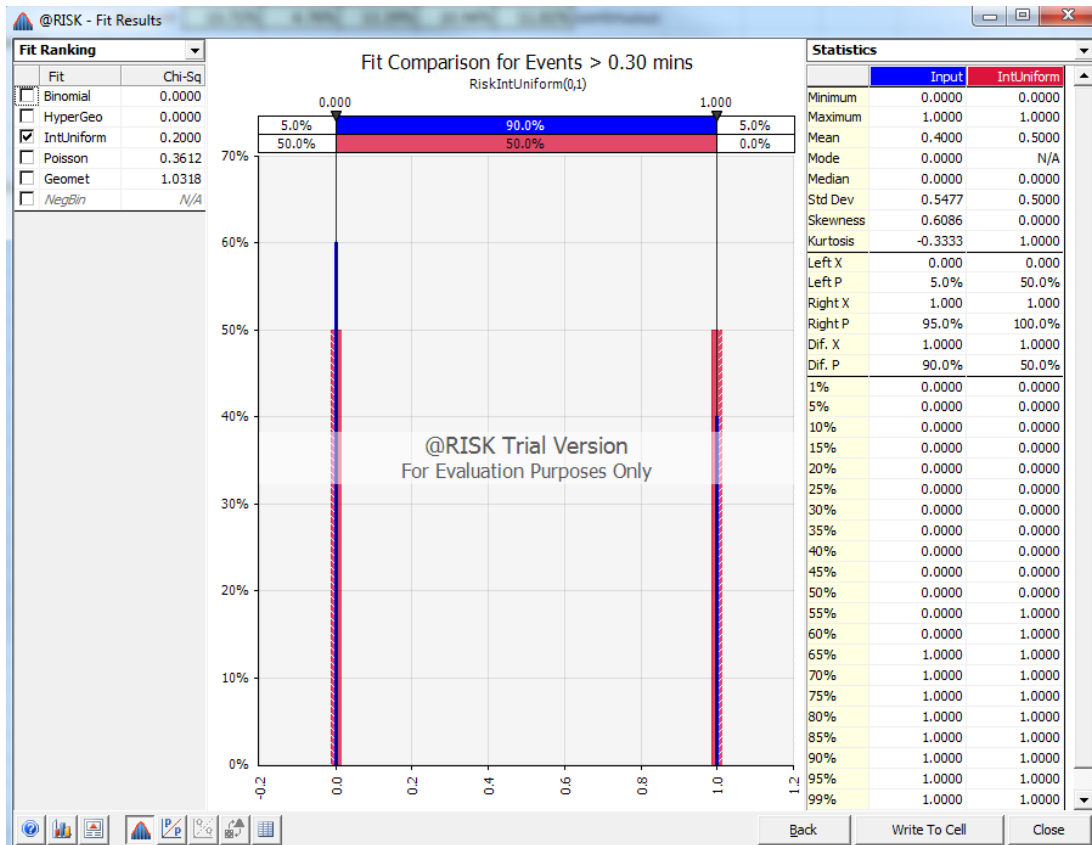 @RISK - Fit Results
Fit Ranking
Fit Chi-Sq
Binomial 0.0000
HyperGeo 0.0000
IntUniform 0.2000
Poisson 0.3612
Geomet 1.0318
NegBin N/A
Fit Comparison for Events > 0.30 mins
RiskIntUniform(0,1)
0.000 1.000
5.0% 90.0% 5.0%
50.0% 50.0% 0.0%
70%
60%
50%
40%
30%
20%
10%
0%
-0.2 0.0 0.2 0.4 0.6 0.8 1.0 1.2
@RISK Trial Version
For Evaluation Purposes Only
Statistics
Input IntUniform
Minimum 0.0000 0.0000
Maximum 1.0000 1.0000
Mean 0.4000 0.5000
Mode 0.0000 N/A
Median 0.0000 0.0000
Std Dev 0.5477 0.5000
Skewness 0.6086 0.0000
Kurtosis -0.3333 1.0000
Left X 0.000 0.000
Left P 5.0% 50.0%
Right X 1.000 1.000
Right P 95.0% 100.0%
Dif. X 1.0000 1.0000
Dif. P 90.0% 50.0%
1% 0.0000 0.0000
5% 0.0000 0.0000
10% 0.0000 0.0000
15% 0.0000 0.0000
20% 0.0000 0.0000
25% 0.0000 0.0000
30% 0.0000 0.0000
35% 0.0000 0.0000
40% 0.0000 0.0000
45% 0.0000 0.0000
50% 0.0000 0.0000
55% 0.0000 1.0000
60% 0.0000 1.0000
65% 1.0000 1.0000
70% 1.0000 1.0000
75% 1.0000 1.0000
80% 1.0000 1.0000
85% 1.0000 1.0000
90% 1.0000 1.0000
95% 1.0000 1.0000
99% 1.0000 1.0000
Back Write To Cell Close